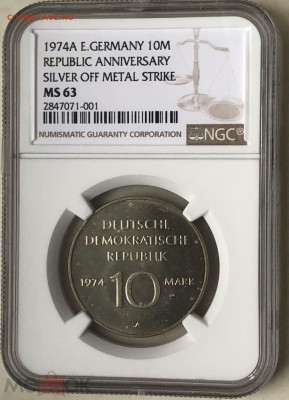 1974A E.GERMANY 10M
REPUBLIC ANNIVERSARY
SILVER OFF METAL STRIKE
MS 63
2847071-001
NUMISMATIC GUARANTY CORPORATION
NGC
DEUTSCHE
DEMOKRATISCHE
REPUBLIK
1974 10 MARK
A